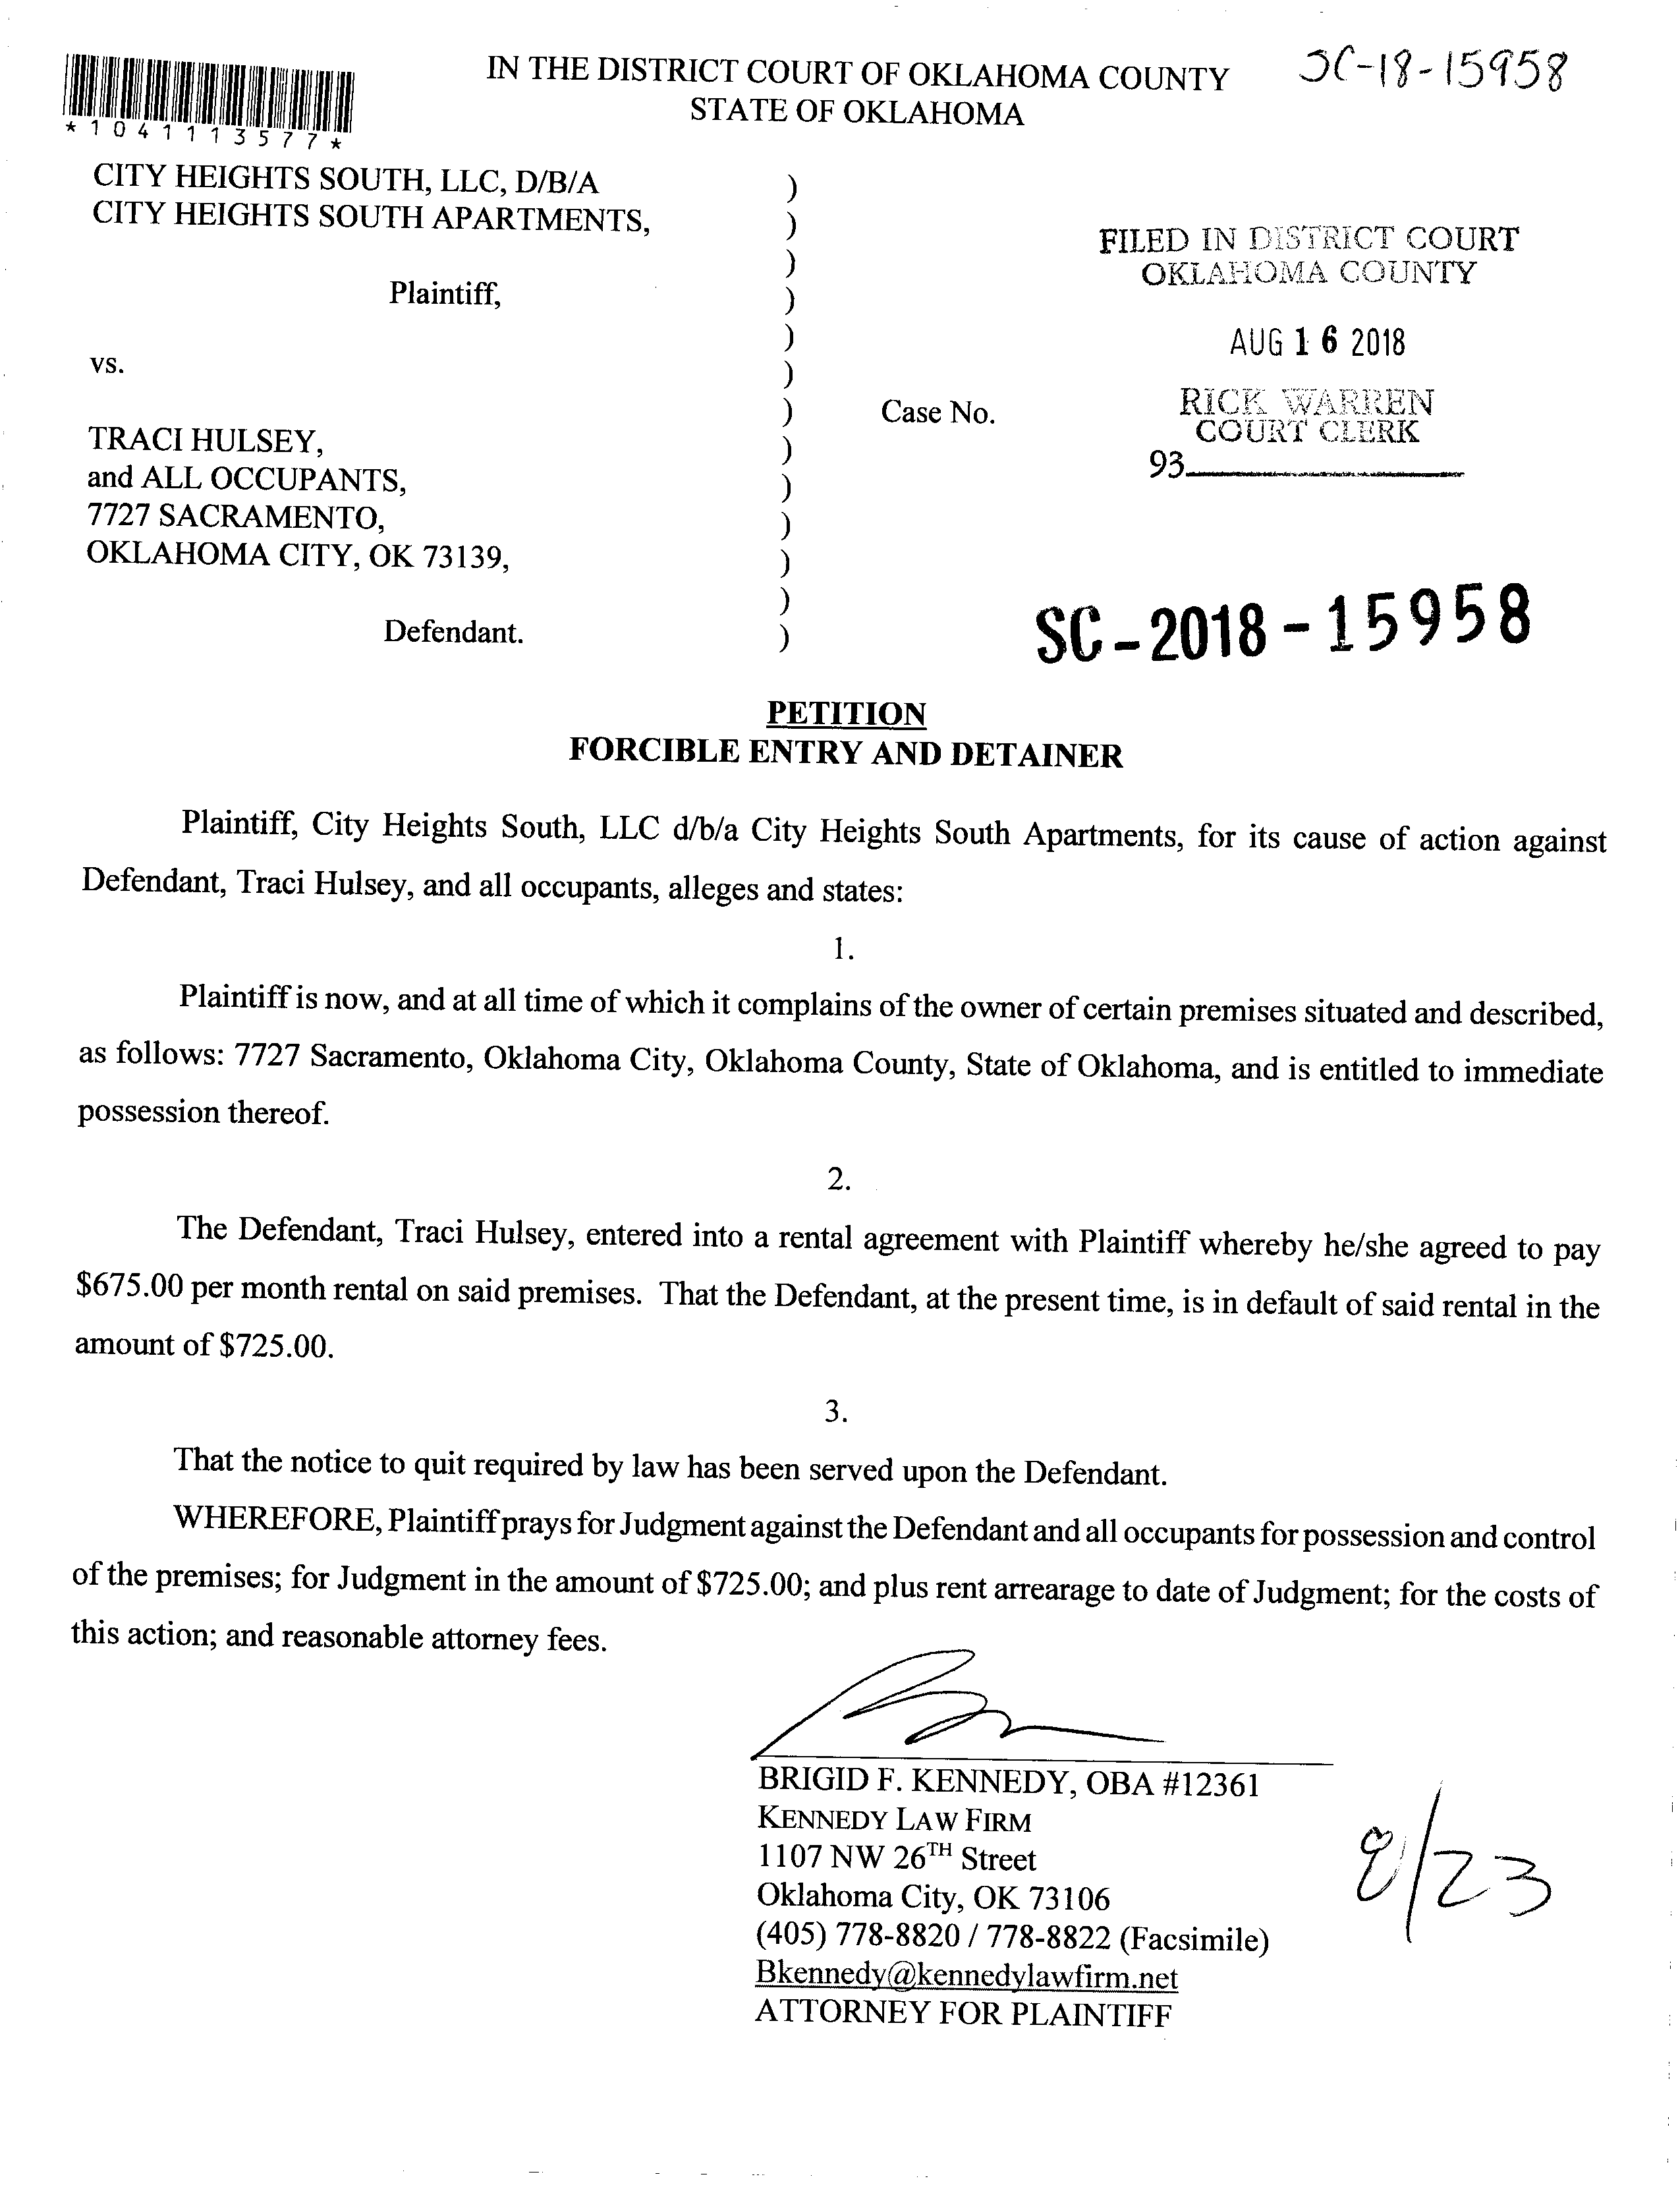 IN THE DISTRICT COURT OF OKLAHOMA COUNTY
STATE OF OKLAHOMA
SC-18-15958
*1041113577*
CITY HEIGHTS SOUTH, LLC, D/B/A )
CITY HEIGHTS SOUTH APARTMENTS, )
)
Plaintiff, )
)
vs. )
) Case No.
TRACI HULSEY, )
and ALL OCCUPANTS, )
7727 SACRAMENTO, )
OKLAHOMA CITY, OK 73139, )
)
Defendant. )
FILED IN DISTRICT COURT
OKLAHOMA COUNTY
AUG 16 2018
RICK WARREN
COURT CLERK
93
SC-2018-15958
PETITION
FORCIBLE ENTRY AND DETAINER
Plaintiff, City Heights South, LLC d/b/a City Heights South Apartments, for its cause of action against
Defendant, Traci Hulsey, and all occupants, alleges and states:
1.
Plaintiff is now, and at all time of which it complains of the owner of certain premises situated and described,
as follows: 7727 Sacramento, Oklahoma City, Oklahoma County, State of Oklahoma, and is entitled to immediate
possession thereof.
2.
The Defendant, Traci Hulsey, entered into a rental agreement with Plaintiff whereby he/she agreed to pay
$675.00 per month rental on said premises. That the Defendant, at the present time, is in default of said rental in the
amount of $725.00.
3.
That the notice to quit required by law has been served upon the Defendant.
WHEREFORE, Plaintiff prays for Judgment against the Defendant and all occupants for possession and control
of the premises; for Judgment in the amount of $725.00; and plus rent arrearage to date of Judgment; for the costs of
this action; and reasonable attorney fees.
BRIGID F. KENNEDY, OBA #12361
KENNEDY LAW FIRM
1107 NW 26TH Street
Oklahoma City, OK 73106
(405) 778-8820 / 778-8822 (Facsimile)
Bkennedy@kennedylawfirm.net
ATTORNEY FOR PLAINTIFF
8/23